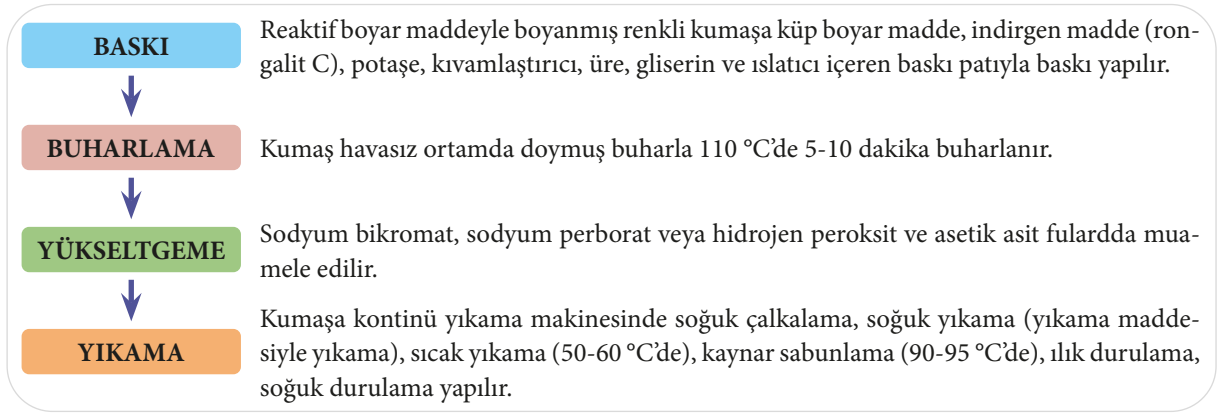 BASKI
Reaktif boyar maddeyle boyanmış renkli kumaşa küp boyar madde, indirgen madde (ron-
galit C), potaşe, kıvamlaştırıcı, üre, gliserin ve ıslatıcı içeren baskı patıyla baskı yapılır.
BUHARLAMA
Kumaş havasız ortamda doymuş buharla 110 °C’de 5-10 dakika buharlanır.
YÜKSELTGEME
Sodyum bikromat, sodyum perborat veya hidrojen peroksit ve asetik asit fulardda mua-
mele edilir.
YIKAMA
Kumaşa kontinü yıkama makinesinde soğuk çalkalama, soğuk yıkama (yıkama madde-
siyle yıkama), sıcak yıkama (50-60 °C’de), kaynar sabunlama (90-95 °C’de), ılık durulama,
soğuk durulama yapılır.